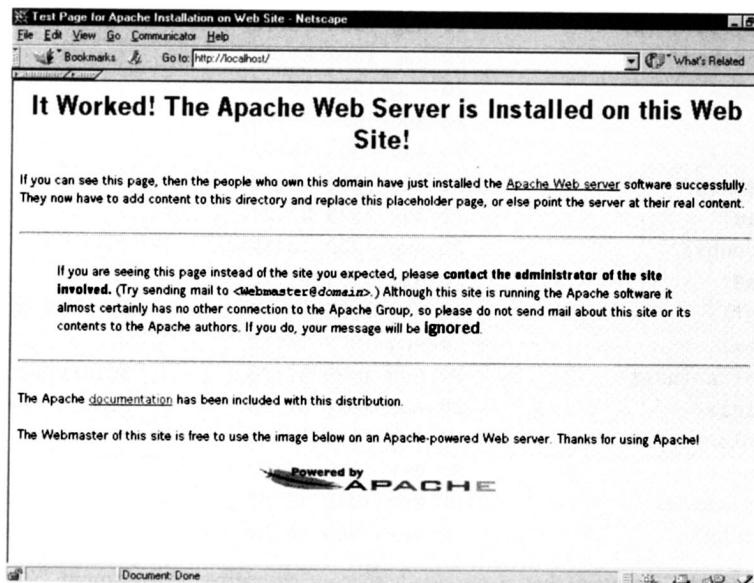 Test Page for Apache Installation on Web Site - Netscape
File Edit View Go Communicator Help
Bookmarks Go to: http://localhost/ What's Related
It Worked! The Apache Web Server is Installed on this Web
Site!
If you can see this page, then the people who own this domain have just installed the Apache Web server software successfully.
They now have to add content to this directory and replace this placeholder page, or else point the server at their real content.
If you are seeing this page instead of the site you expected, please contact the administrator of the site
involved. (Try sending mail to <Webmaster@domain>.) Although this site is running the Apache software it
almost certainly has no other connection to the Apache Group, so please do not send mail about this site or its
contents to the Apache authors. If you do, your message will be ignored.
The Apache documentation has been included with this distribution.
The Webmaster of this site is free to use the image below on an Apache-powered Web server. Thanks for using Apache!
Powered by
APACHE
Document: Done